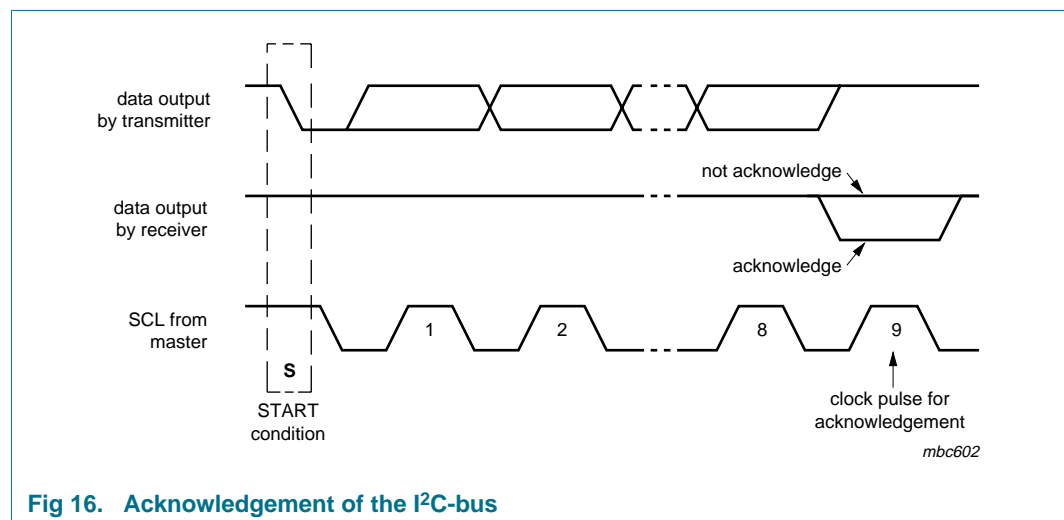 data output
by transmitter
not acknowledge
data output
by receiver
acknowledge
SCL from
master
1
2
8
9
S
START
condition
clock pulse for
acknowledgement
mbc602
Fig 16. Acknowledgement of the I²C-bus